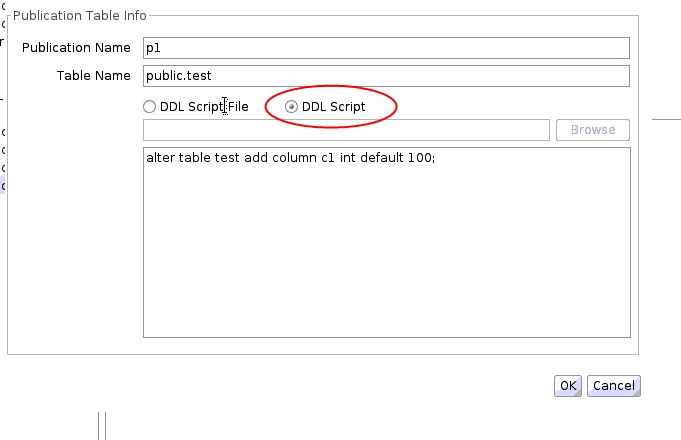 Publication Table Info
Publication Name p1
Table Name public.test
DDL Script File DDL Script
Browse
alter table test add column c1 int default 100;
OK Cancel